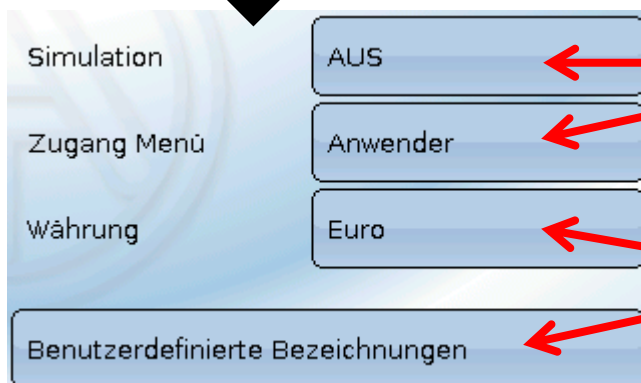 Simulation AUS
Zugang Menü Anwender
Währung Euro
Benutzerdefinierte Bezeichnungen